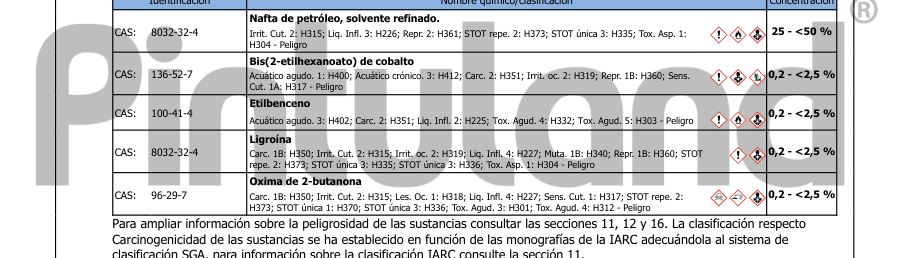 Identificación Nombre químico/clasificación Concentración
Nafta de petróleo, solvente refinado.
CAS: 8032-32-4 Irrit. Cut. 2: H315; Liq. Infl. 3: H226; Repr. 2: H361; STOT repe. 2: H373; STOT única 3: H335; Tox. Asp. 1: 25 - <50 %
H304 - Peligro
Bis(2-etilhexanoato) de cobalto
CAS: 136-52-7 Acuático agudo. 1: H400; Acuático crónico. 3: H412; Carc. 2: H351; Irrit. oc. 2: H319; Repr. 1B: H360; Sens. 0,2 - <2,5 %
Cut. 1A: H317 - Peligro
Etilbenceno
CAS: 100-41-4 Acuático agudo. 3: H402; Carc. 2: H351; Liq. Infl. 2: H225; Tox. Agud. 4: H332; Tox. Agud. 5: H303 - Peligro 0,2 - <2,5 %
Ligroína
CAS: 8032-32-4 Carc. 1B: H350; Irrit. Cut. 2: H315; Irrit. oc. 2: H319; Liq. Infl. 4: H227; Muta. 1B: H340; Repr. 1B: H360; STOT 0,2 - <2,5 %
repe. 2: H373; STOT única 3: H335; STOT única 3: H336; Tox. Asp. 1: H304 - Peligro
Oxima de 2-butanona
CAS: 96-29-7 Carc. 1B: H350; Irrit. Cut. 2: H315; Les. Oc. 1: H318; Liq. Infl. 4: H227; Sens. Cut. 1: H317; STOT repe. 2: 0,2 - <2,5 %
H373; STOT única 1: H370; STOT única 3: H336; Tox. Agud. 3: H301; Tox. Agud. 4: H312 - Peligro
Para ampliar información sobre la peligrosidad de las sustancias consultar las secciones 11, 12 y 16. La clasificación respecto
Carcinogenicidad de las sustancias se ha establecido en función de las monografías de la IARC adecuándola al sistema de
clasificación SGA, para información sobre la clasificación IARC consulte la sección 11.
Pintuland®